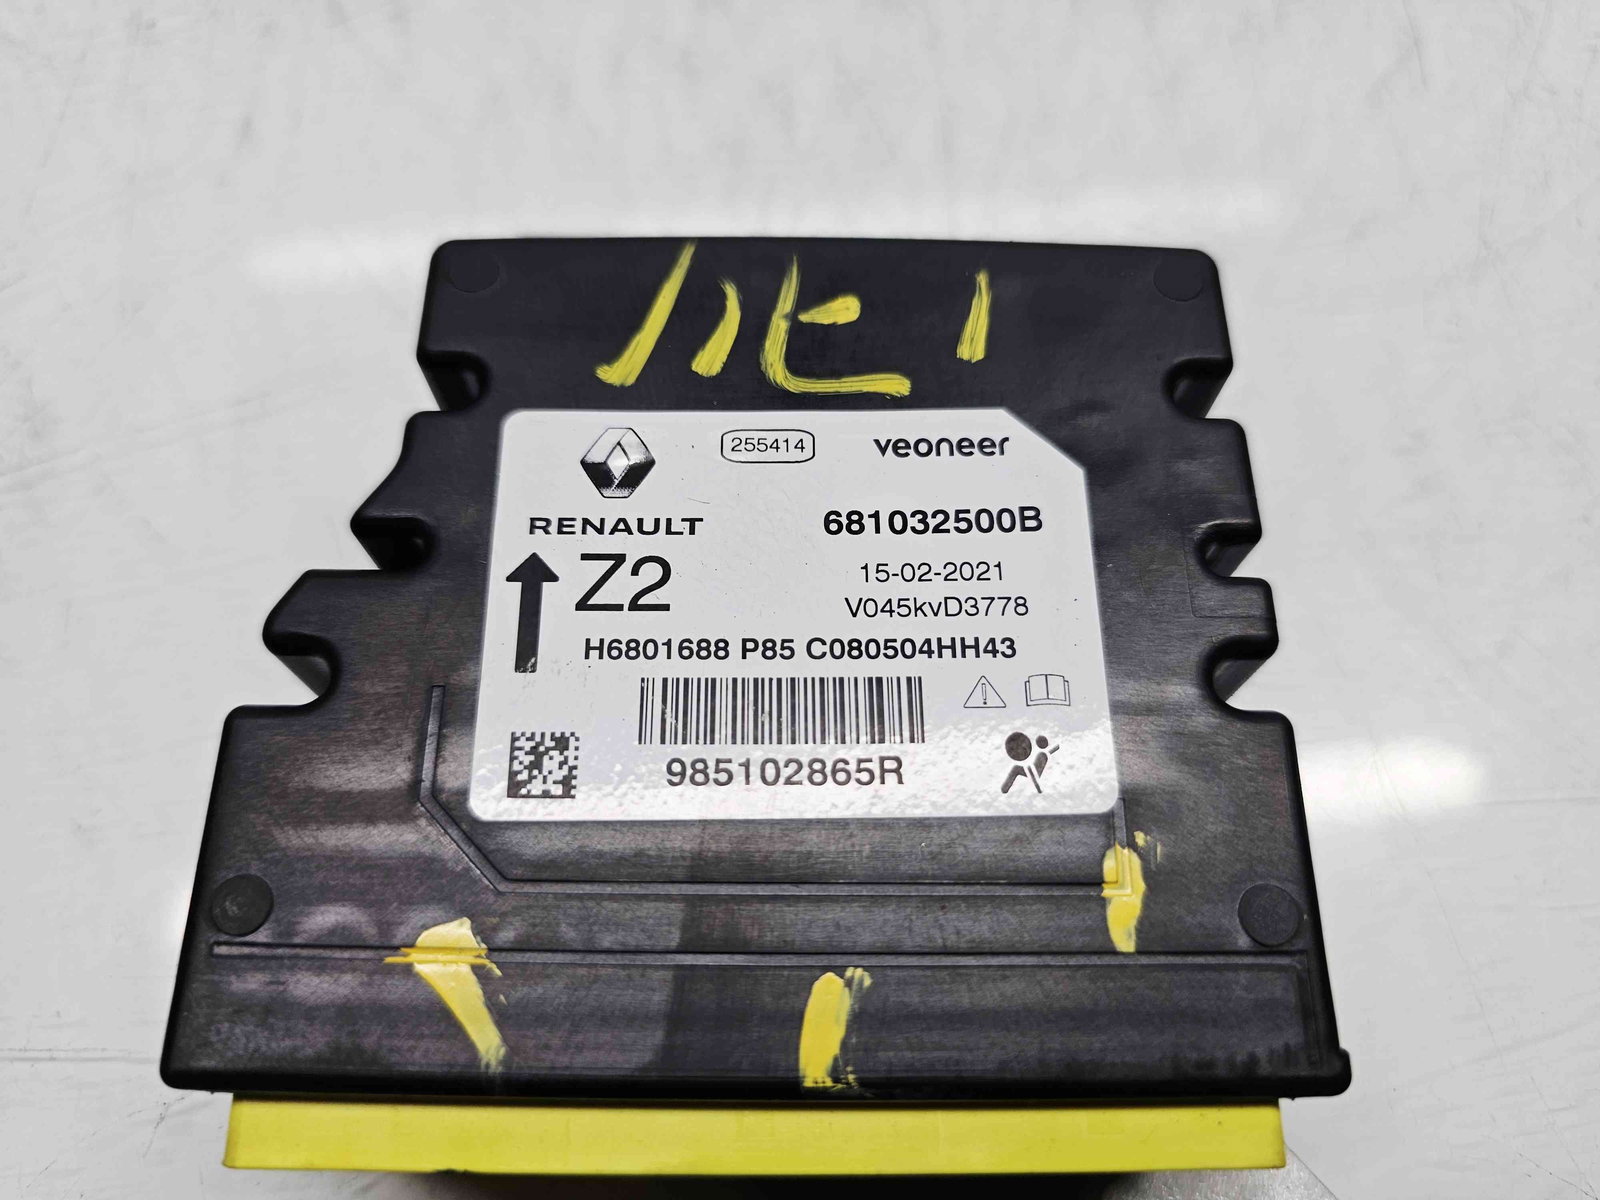 255414
veoneer
RENAULT
681032500B
Z2
15-02-2021
V045kvD3778
H6801688 P85 C080504HH43
985102865R